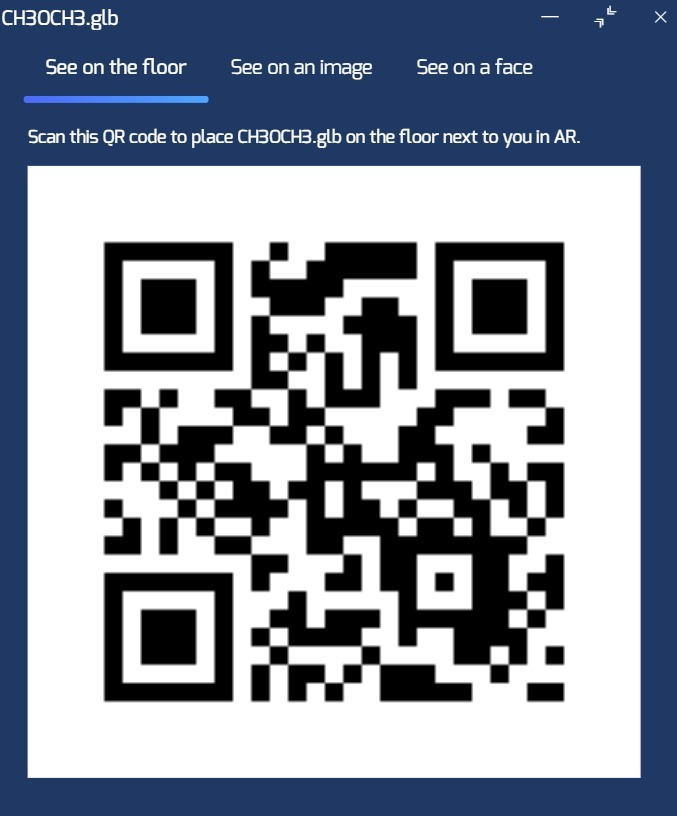 CH3OCH3.glb
See on the floor
See on an image
See on a face
Scan this QR code to place CH3OCH3.glb on the floor next to you in AR.